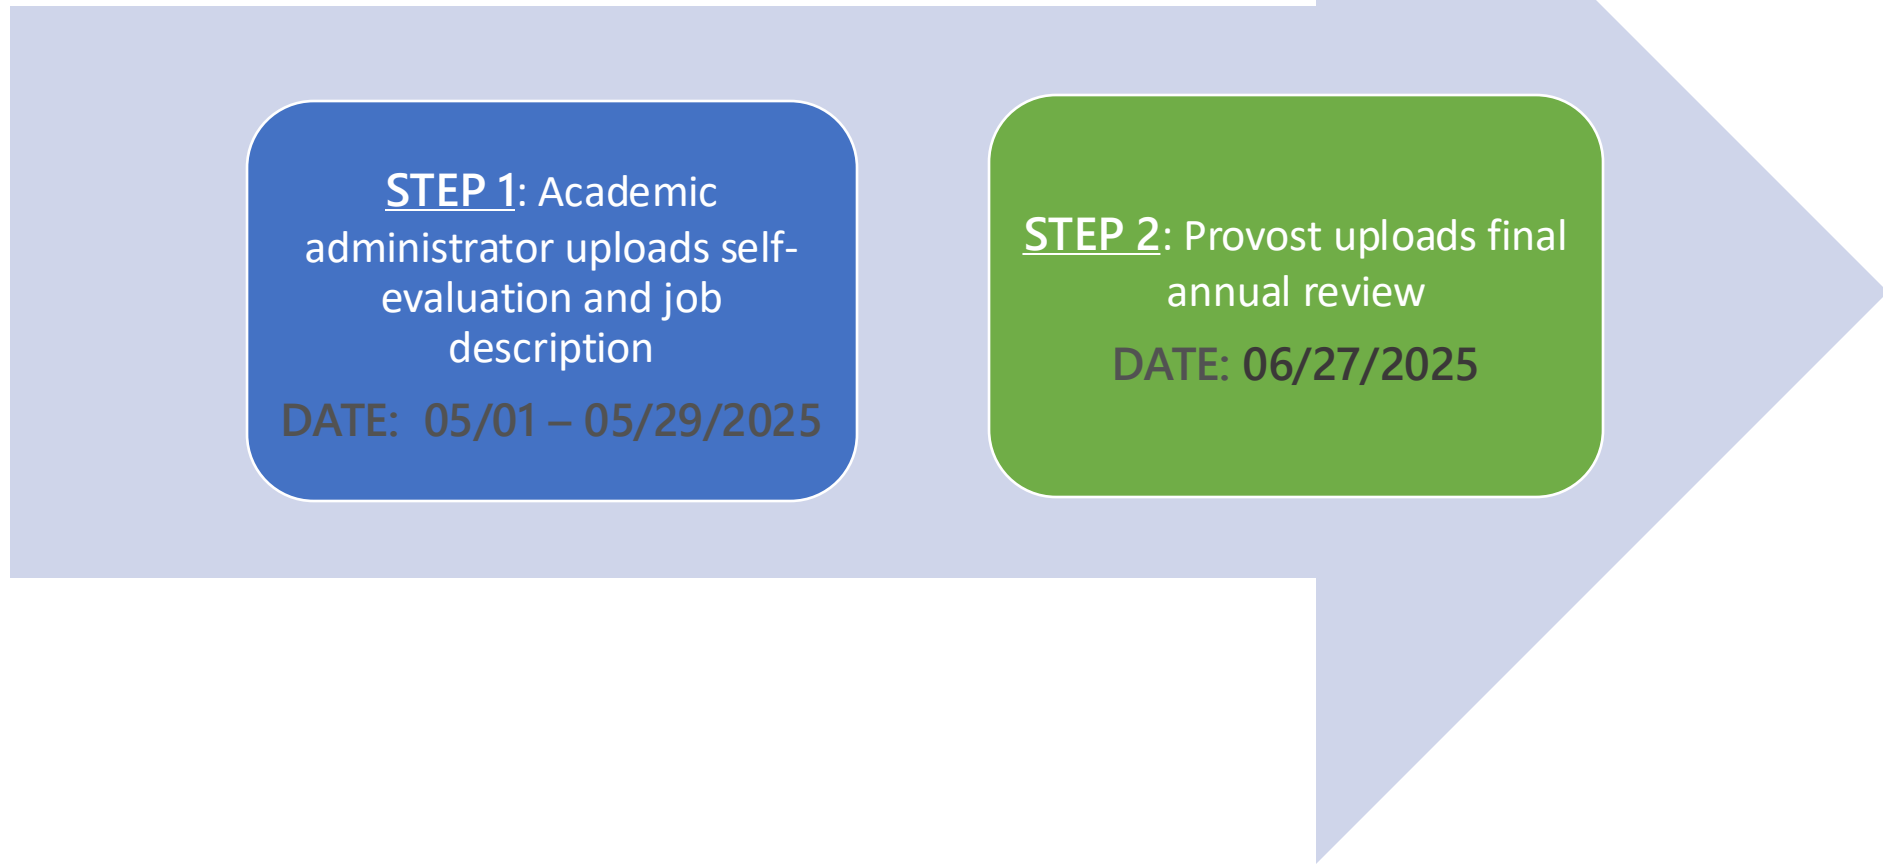 STEP 1: Academic
administrator uploads self-
evaluation and job
description
DATE:  05/01 – 05/29/2025
STEP 2: Provost uploads final
annual review
DATE: 06/27/2025